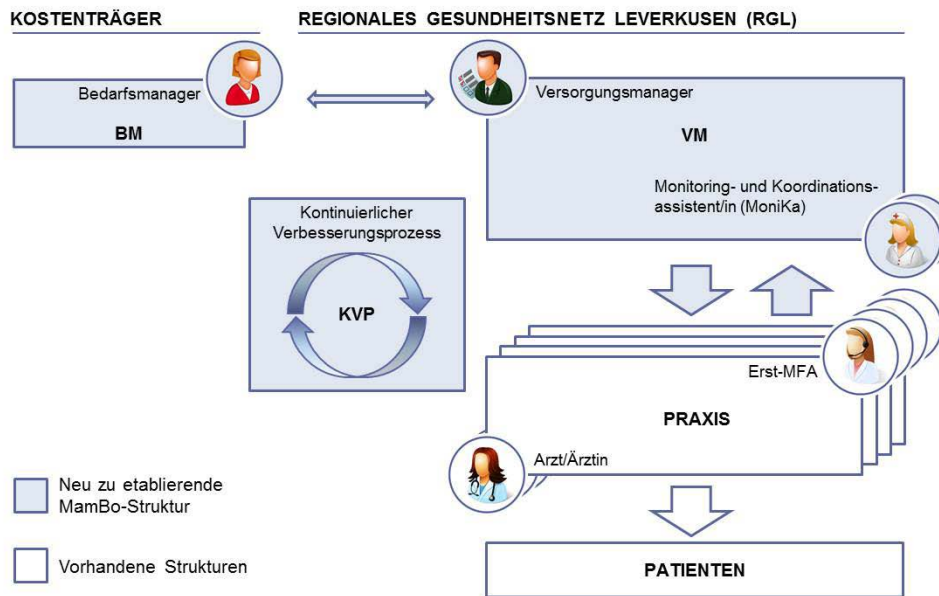 KOSTENTRÄGER
REGIONALES GESUNDHEITSNETZ LEVERKUSEN (RGL)
Bedarfsmanager
BM
Versorgungsmanager
VM
Monitoring- und Koordinations-
assistent/in (MoniKa)
Kontinuierlicher
Verbesserungsprozess
KVP
Erst-MFA
PRAXIS
Arzt/Ärztin
Neu zu etablierende
MamBo-Struktur
Vorhandene Strukturen
PATIENTEN